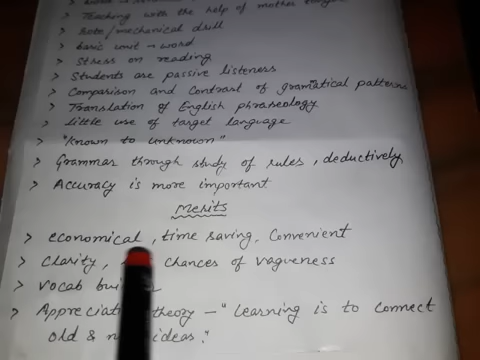 > Teaching with the help of mother
> Rote/mechanical drill
> basic unit → word
> Stress on reading
> Students are passive listeners
> Comparison and contrast of gramatical patterns
> Translation of English phraseology
> little use of target language
> "Known to unknown"
> Grammar through study of rules, deductively
> Accuracy is more important
Merits
> economical, time saving, Convenient
> Clarity, chances of vagueness
> Vocab
> theory - "Learning is to connect
old & ideas."